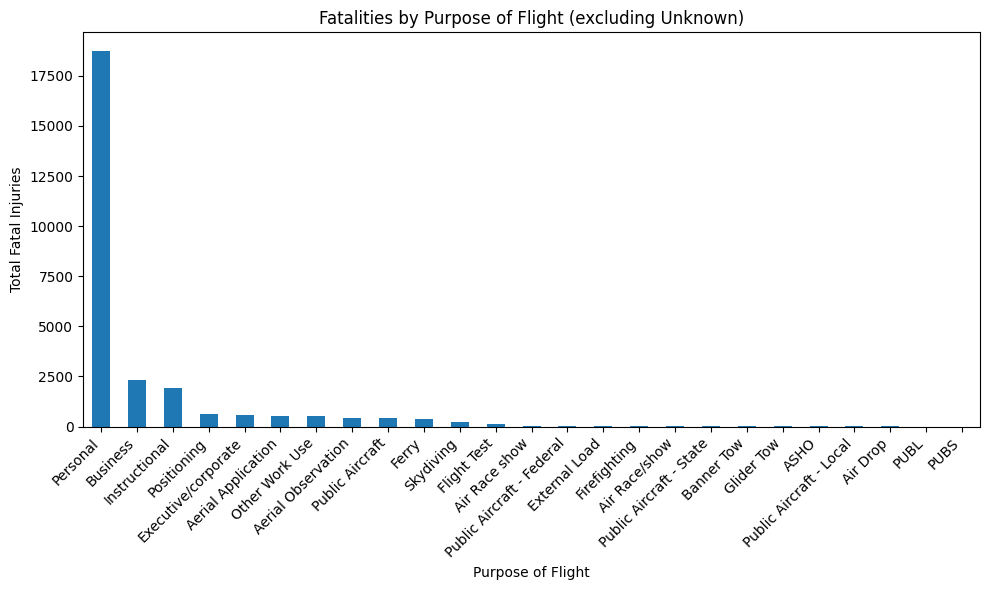 Fatalities by Purpose of Flight (excluding Unknown)
Total Fatal Injuries
17500
15000
12500
10000
7500
5000
2500
0
Personal
Business
Instructional
Positioning
Executive/corporate
Aerial Application
Other Work Use
Aerial Observation
Public Aircraft
Ferry
Skydiving
Flight Test
Air Race show
Public Aircraft - Federal
External Load
Firefighting
Air Race/show
Public Aircraft - State
Banner Tow
Glider Tow
ASHO
Public Aircraft - Local
Air Drop
PUBL
PUBS
Purpose of Flight